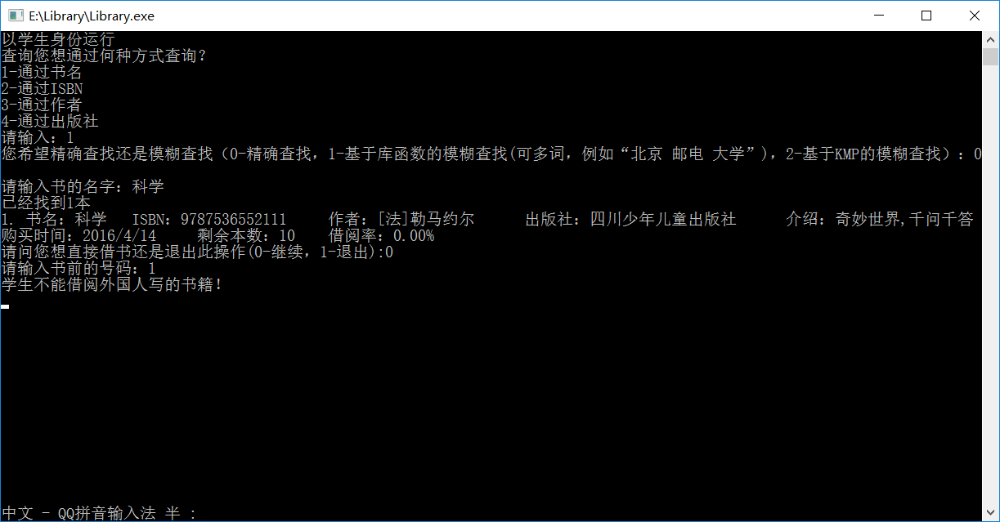 E:\Library\Library.exe
以学生身份运行
查询您想通过何种方式查询？
1-通过书名
2-通过ISBN
3-通过作者
4-通过出版社
请输入：1
您希望精确查找还是模糊查找（0-精确查找，1-基于库函数的模糊查找(可多词，例如“北京 邮电 大学”)，2-基于KMP的模糊查找）：0
请输入书的名字：科学
已经找到1本
1. 书名：科学 ISBN：9787536552111 作者：[法]勒马约尔 出版社：四川少年儿童出版社 介绍：奇妙世界,千问千答
购买时间：2016/4/14 剩余本数：10 借阅率：0.00%
请问您想直接借书还是退出此操作(0-继续，1-退出):0
请输入书前的号码：1
学生不能借阅外国人写的书籍！
中文 - QQ拼音输入法 半 :